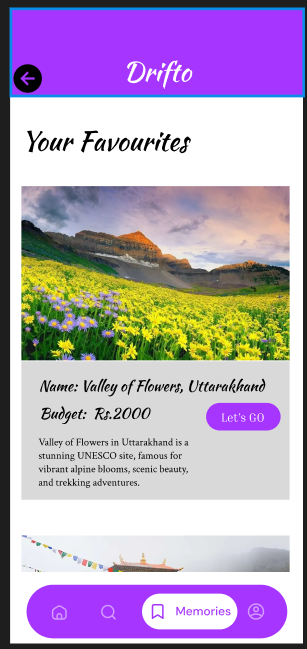 Drifto
Your Favourites
Name: Valley of Flowers, Uttarakhand
Budget: Rs.2000
Let's GO
Valley of Flowers in Uttarakhand is a
stunning UNESCO site, famous for
vibrant alpine blooms, scenic beauty,
and trekking adventures.
Memories